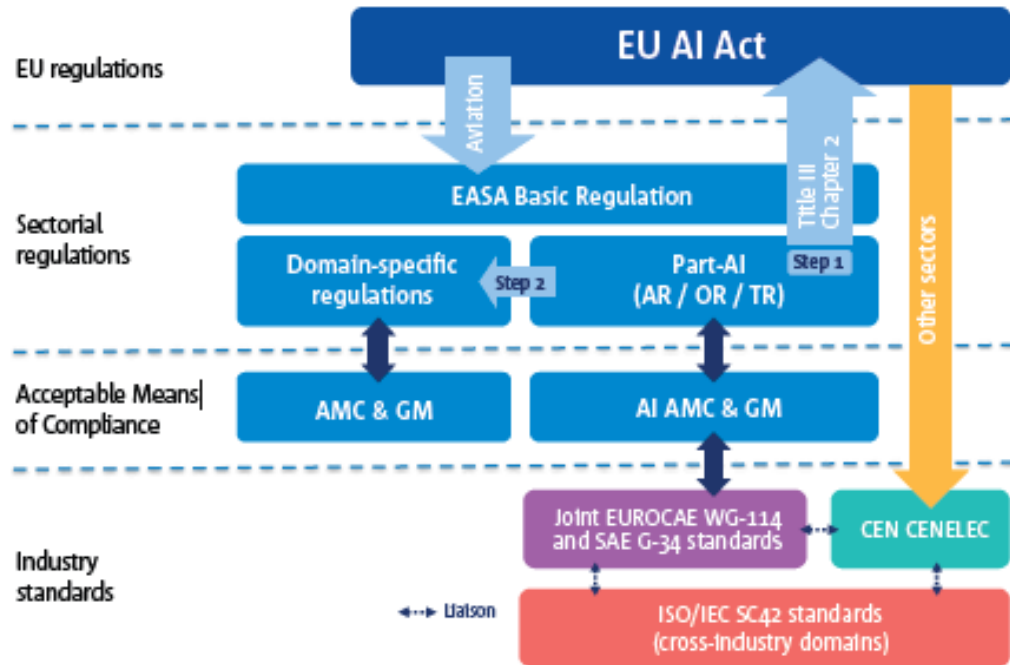 EU AI Act
EU regulations
Aviation
Title III
Chapter 2
EASA Basic Regulation
Sectorial
regulations
Domain-specific
regulations
Step 2
Part-AI
(AR / OR / TR)
Step 1
Other sectors
Acceptable Means
of Compliance
AMC & GM
AI AMC & GM
Joint EUROCAE WG-114
and SAE G-34 standards
CEN CENELEC
Industry
standards
Liaison
ISO/IEC SC42 standards
(cross-industry domains)